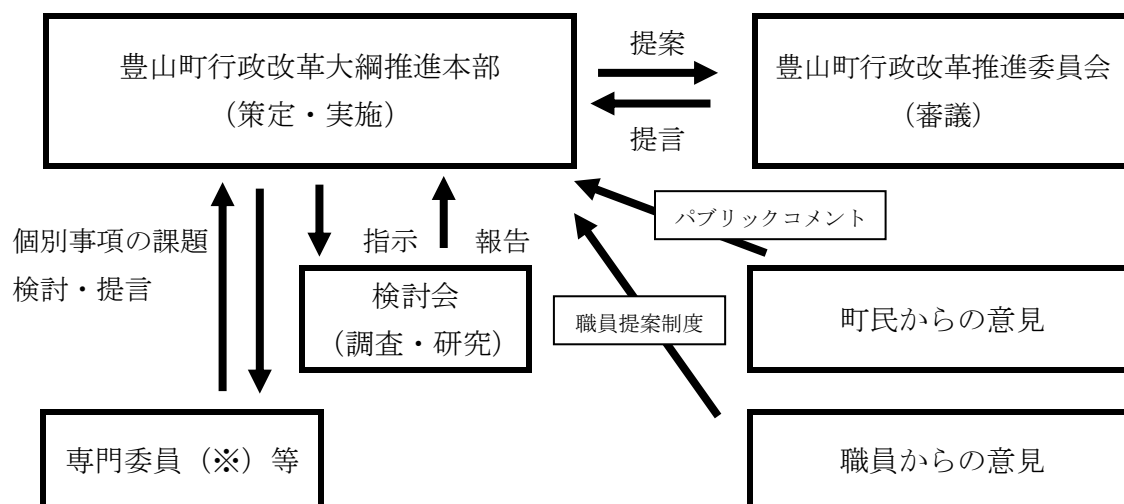 豊山町行政改革大綱推進本部
（策定・実施）
提案
提言
豊山町行政改革推進委員会
（審議）
パブリックコメント
個別事項の課題
検討・提言
指示
報告
検討会
（調査・研究）
職員提案制度
町民からの意見
専門委員（※）等
職員からの意見